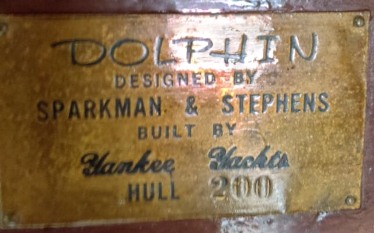 DOLPHIN
DESIGNED BY
SPARKMAN & STEPHENS
BUILT BY
Yankee Yachts
HULL 200